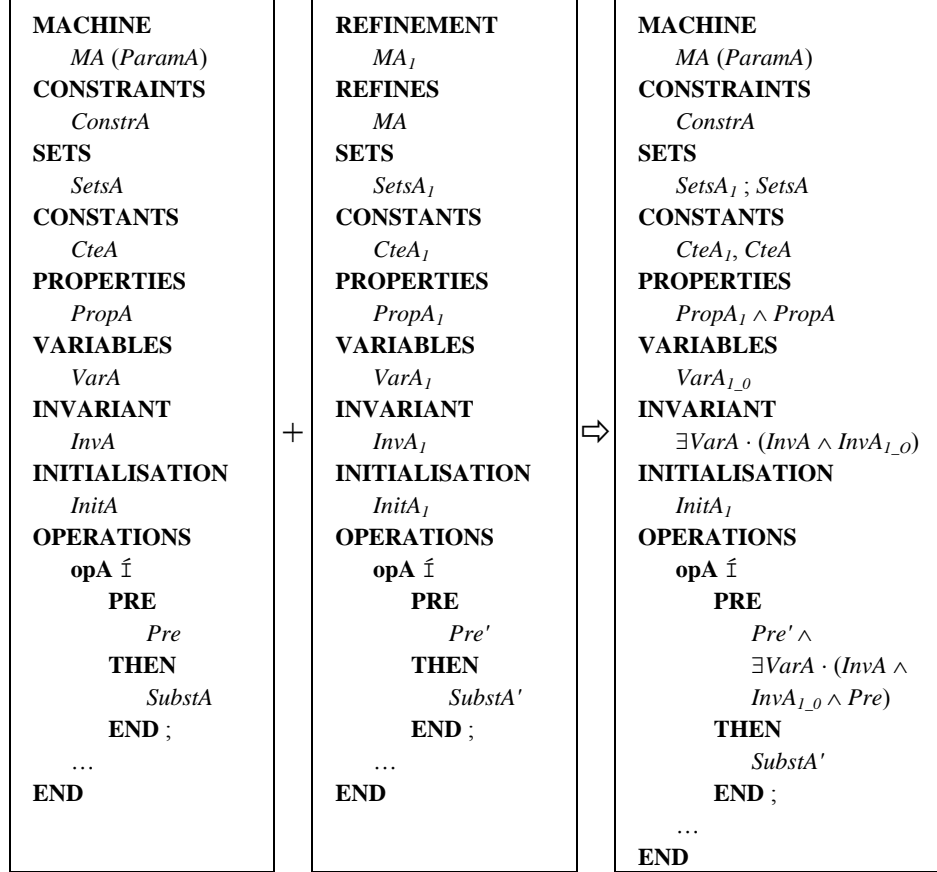 MACHINE
MA (ParamA)
CONSTRAINTS
ConstrA
SETS
SetsA
CONSTANTS
CteA
PROPERTIES
PropA
VARIABLES
VarA
INVARIANT
InvA
INITIALISATION
InitA
OPERATIONS
opA Í
PRE
Pre
THEN
SubstA
END ;
…
END
+
REFINEMENT
MA₁
REFINES
MA
SETS
SetsA₁
CONSTANTS
CteA₁
PROPERTIES
PropA₁
VARIABLES
VarA₁
INVARIANT
InvA₁
INITIALISATION
InitA₁
OPERATIONS
opA Í
PRE
Pre'
THEN
SubstA'
END ;
…
END
⇨
MACHINE
MA (ParamA)
CONSTRAINTS
ConstrA
SETS
SetsA₁ ; SetsA
CONSTANTS
CteA₁, CteA
PROPERTIES
PropA₁ ∧ PropA
VARIABLES
VarA₁_₀
INVARIANT
∃VarA · (InvA ∧ InvA₁_O)
INITIALISATION
InitA₁
OPERATIONS
opA Í
PRE
Pre' ∧
∃VarA · (InvA ∧
InvA₁_₀ ∧ Pre)
THEN
SubstA'
END ;
…
END